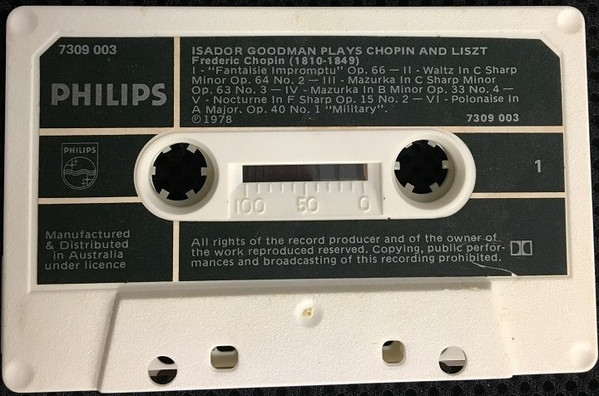 7309 003
ISADOR GOODMAN PLAYS CHOPIN AND LISZT
Frederic Chopin (1810-1849)
I - "Fantaisie Impromptu" Op. 66 — II - Waltz In C Sharp
Minor Op. 64 No. 2 — III - Mazurka In C Sharp Minor
Op. 63 No. 3 — IV - Mazurka In B Minor Op. 33 No. 4 —
V - Nocturne In F Sharp Op. 15 No. 2 — VI - Polonaise In
A Major. Op. 40 No. 1 "Military".
℗1978
7309 003
PHILIPS
PHILIPS
1
100 50 0
Manufactured
& Distributed
in Australia
under licence
All rights of the record producer and of the owner of
the work reproduced reserved. Copying, public perfor-
mances and broadcasting of this recording prohibited.